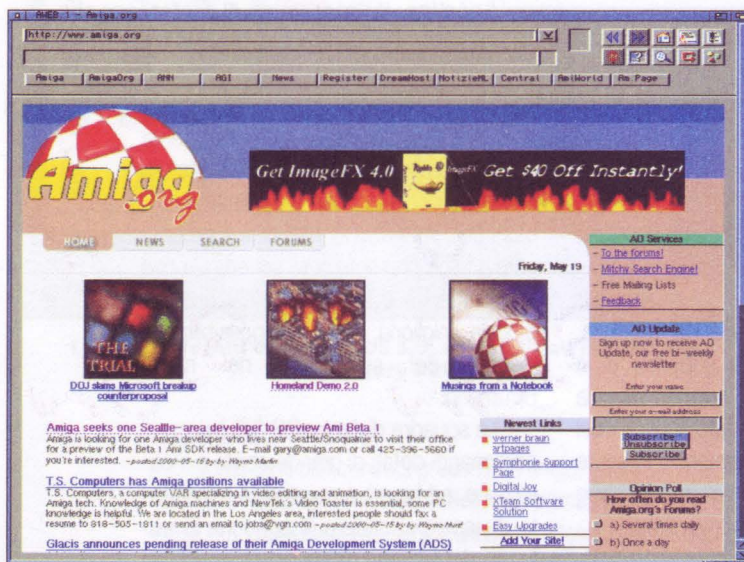 AWEB.1 - Amiga.org
http://www.amiga.org
Amiga AmigaOrg ANN AGI News Register DreamHost NotizieML Central AmiWorld Am.Page
Amiga.org
Get ImageFX 4.0 ImageFX Get $40 Off Instantly!
HOME NEWS SEARCH FORUMS
Friday, May 19
THE TRIAL
DOJ slams Microsoft breakup counterproposal
Homeland Demo 2.0
Musings from a Notebook
Amiga seeks one Seattle-area developer to preview Ami Beta 1
Amiga is looking for one Amiga developer who lives near Seattle/Snoqualmie to visit their office
for a preview of the Beta 1 Ami SDK release. E-mail gary@amiga.com or call 425-396-5660 if
you're interested. - posted 2000-05-15 by by Wayne Martin
T.S. Computers has Amiga positions available
T.S. Computers, a computer VAR specializing in video editing and animation, is looking for an
Amiga tech. Knowledge of Amiga machines and NewTek's Video Toaster is essential, some PC
knowledge is helpful. We are located in the Los Angeles area, interested people should fax a
resume to 818-505-1811 or send an email to jobs@vgn.com - posted 2000-05-15 by by Wayne Hunt
Glacis announces pending release of their Amiga Development System (ADS)
Newest Links
werner braun
artpages
Symphonie Support
Page
Digital Joy
XTeam Software
Solution
Easy Upgrades
Add Your Site!
AO Services
- To the forums!
- Mitchy Search Engine!
- Free Mailing Lists
- Feedback
AO Update
Sign up now to receive AO
Update, our free bi-weekly
newsletter
Enter your name
Enter your e-mail address
Subscribe
Unsubscribe
Subscribe
Opinion Poll
How often do you read
Amiga.org's Forums?
a) Several times daily
b) Once a day